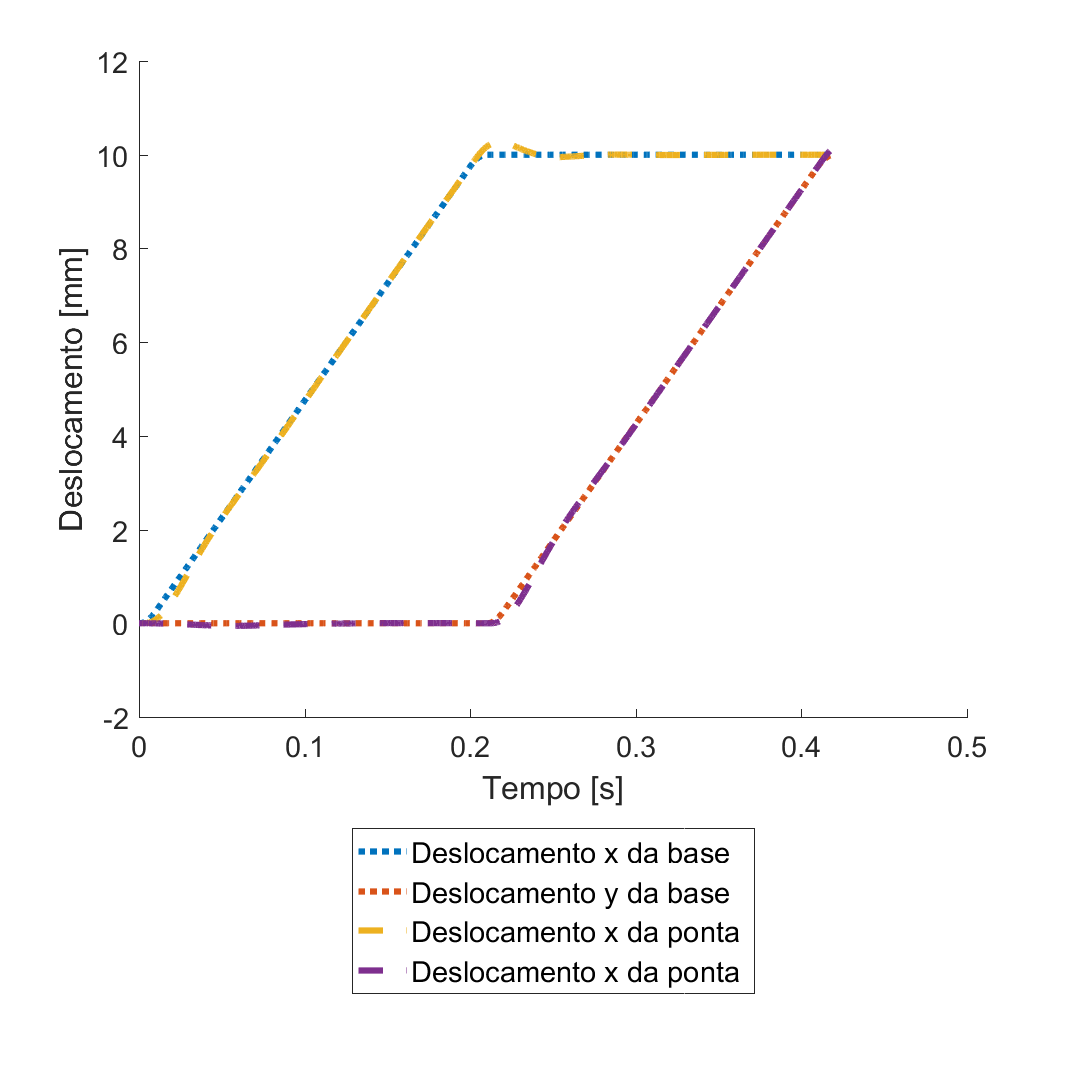 12
10
8
6
4
2
0
-2
Deslocamento [mm]
0 0.1 0.2 0.3 0.4 0.5
Tempo [s]
Deslocamento x da base
Deslocamento y da base
Deslocamento x da ponta
Deslocamento x da ponta